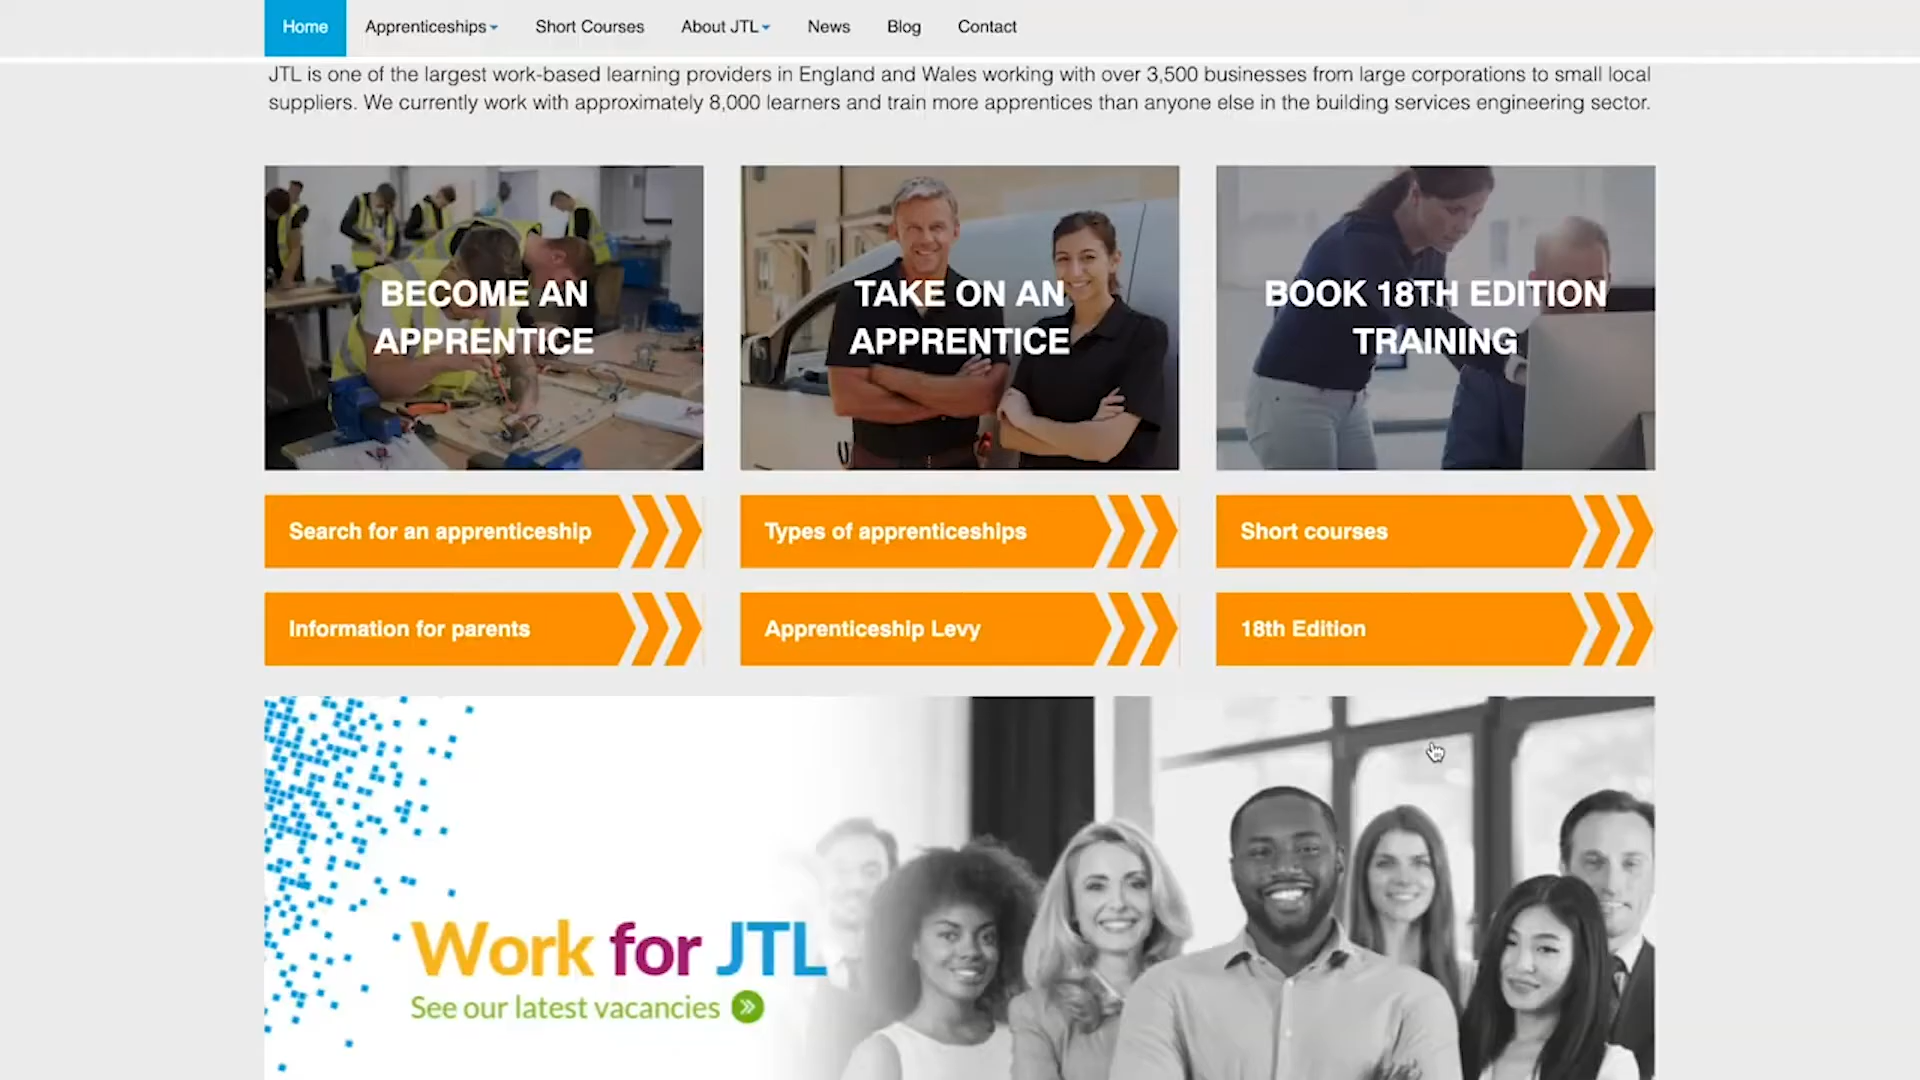 Home Apprenticeships Short Courses About JTL News Blog Contact
JTL is one of the largest work-based learning providers in England and Wales working with over 3,500 businesses from large corporations to small local
suppliers. We currently work with approximately 8,000 learners and train more apprentices than anyone else in the building services engineering sector.
BECOME AN
APPRENTICE
TAKE ON AN
APPRENTICE
BOOK 18TH EDITION
TRAINING
Search for an apprenticeship
Types of apprenticeships
Short courses
Information for parents
Apprenticeship Levy
18th Edition
Work for JTL
See our latest vacancies